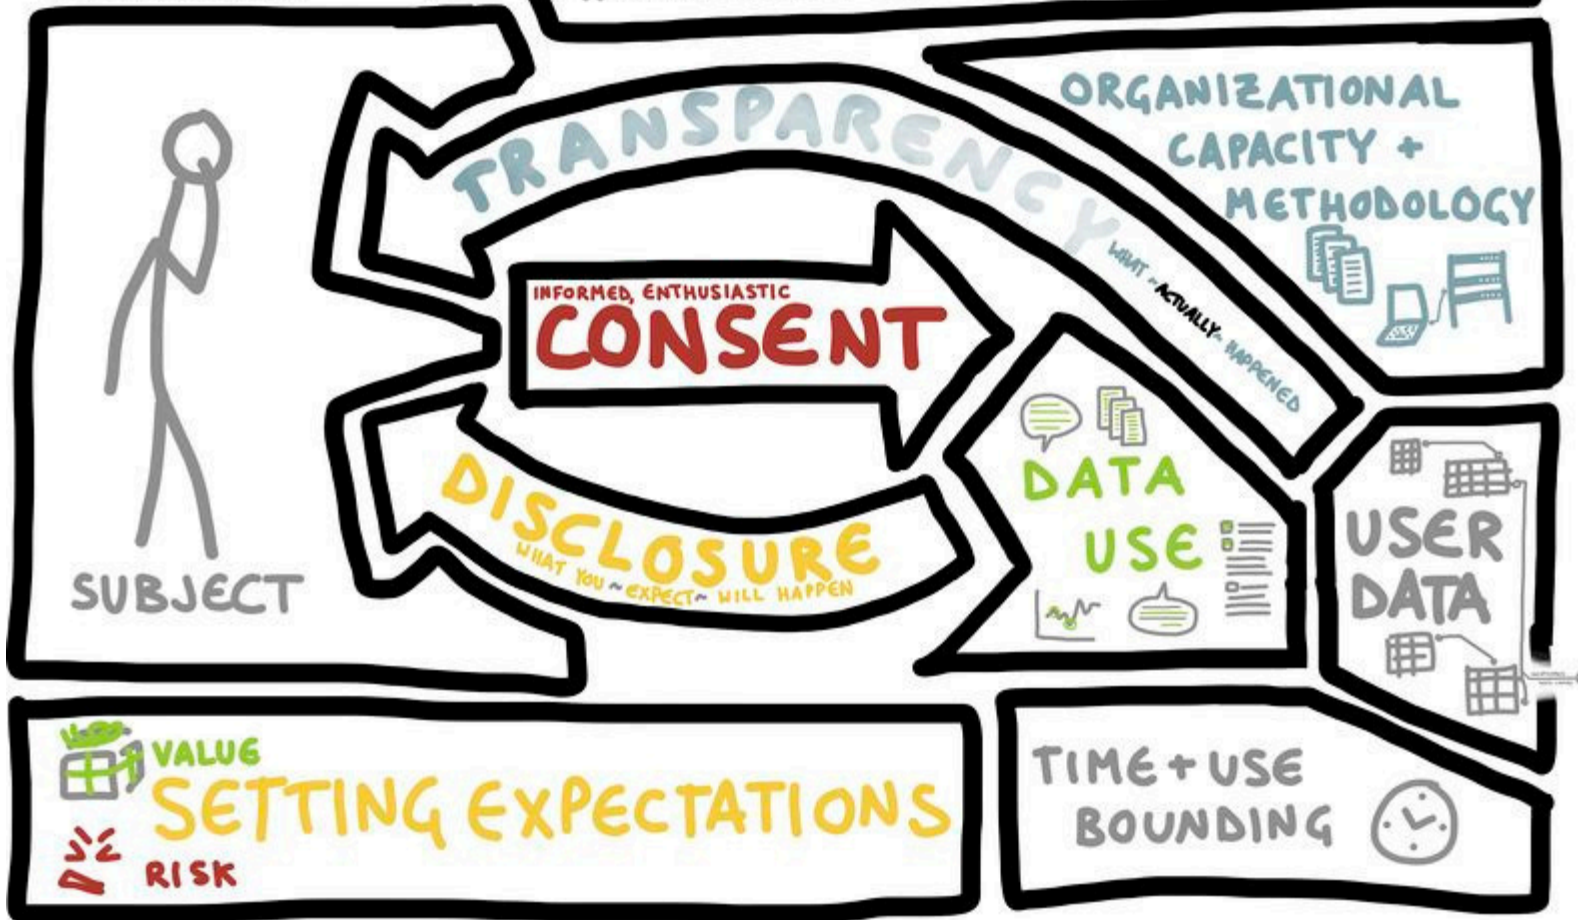 TRANSPARENCY
WHAT ~ACTUALLY~ HAPPENED
ORGANIZATIONAL
CAPACITY +
METHODOLOGY
INFORMED, ENTHUSIASTIC
CONSENT
DISCLOSURE
WHAT YOU ~EXPECT~ WILL HAPPEN
SUBJECT
DATA
USE
USER
DATA
VALUE
SETTING EXPECTATIONS
RISK
TIME + USE
BOUNDING